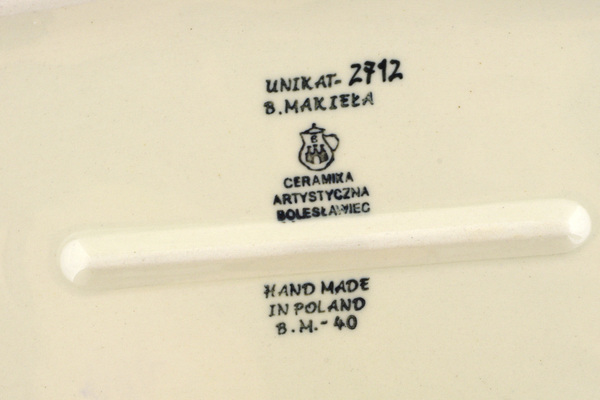 UNIKAT- 2712
B. MAKIEŁA
CERAMIKA
ARTYSTYCZNA
BOLESŁAWIEC
HAND MADE
IN POLAND
B.M.- 40